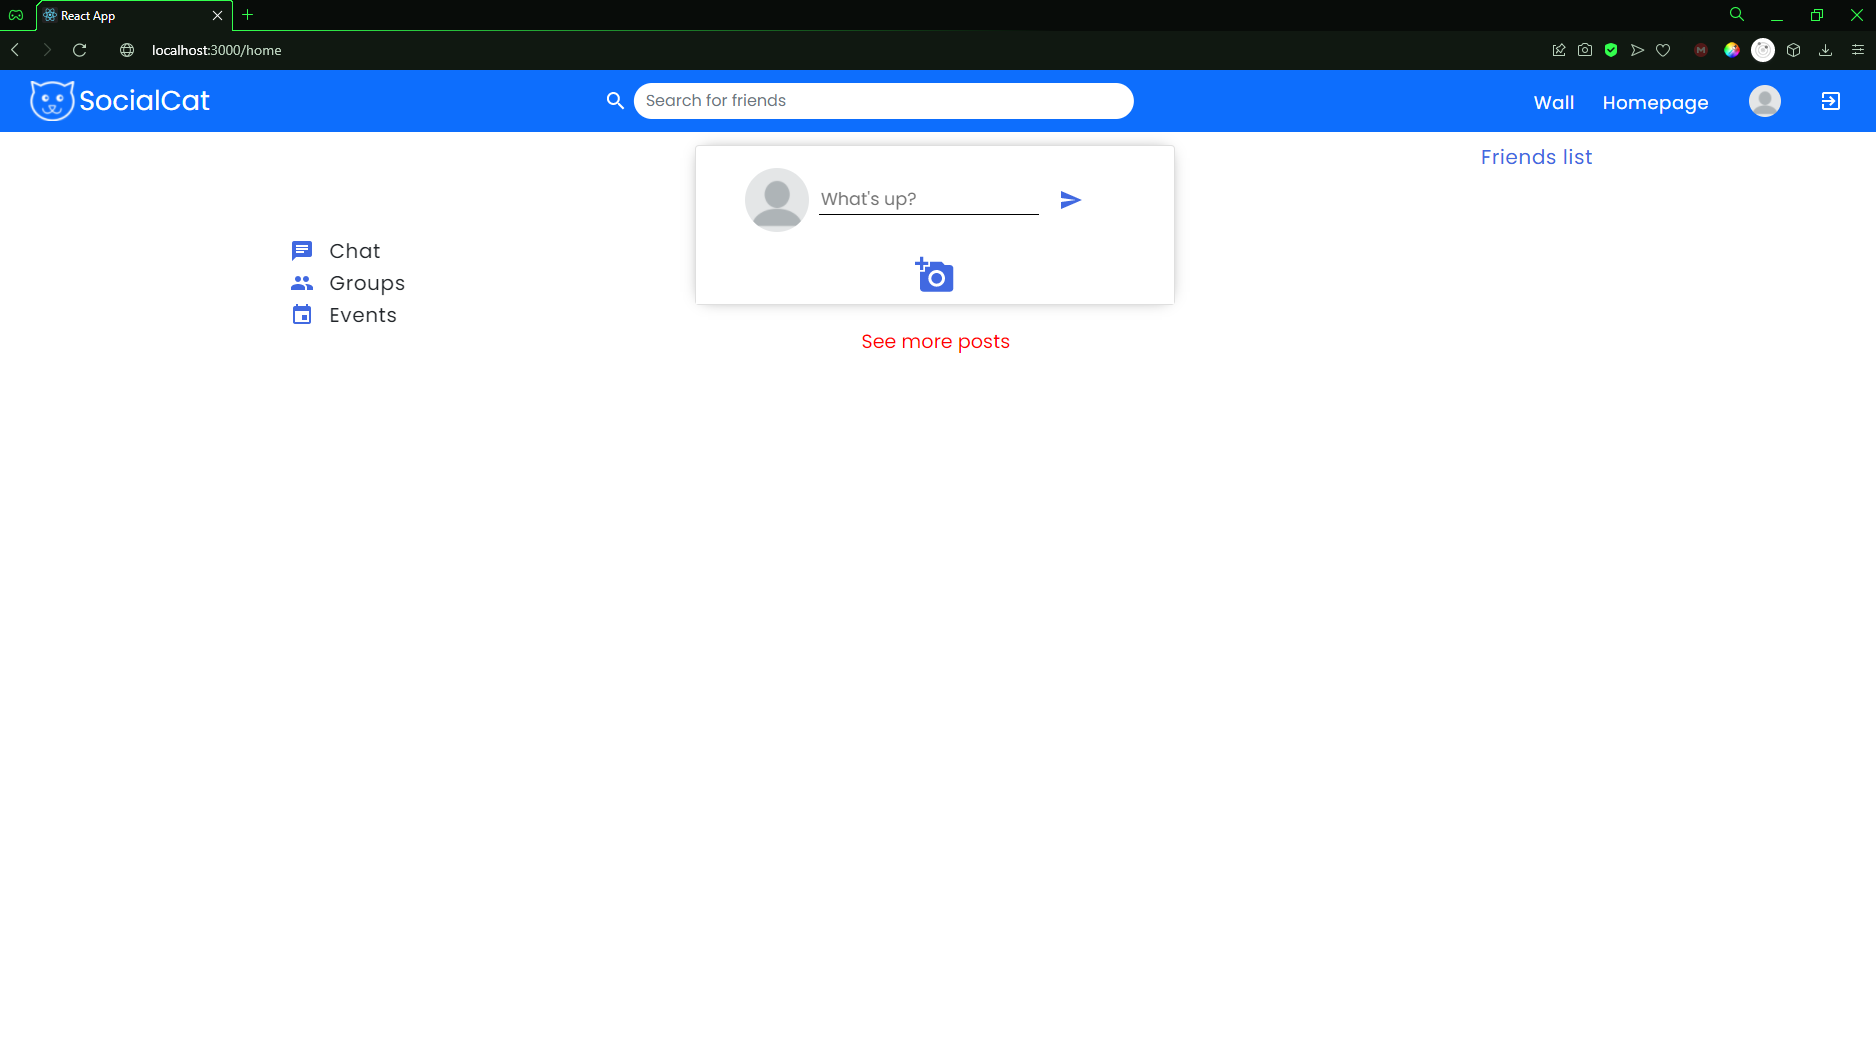 React App
localhost:3000/home
SocialCat
Search for friends
Wall
Homepage
What's up?
Friends list
Chat
Groups
Events
See more posts